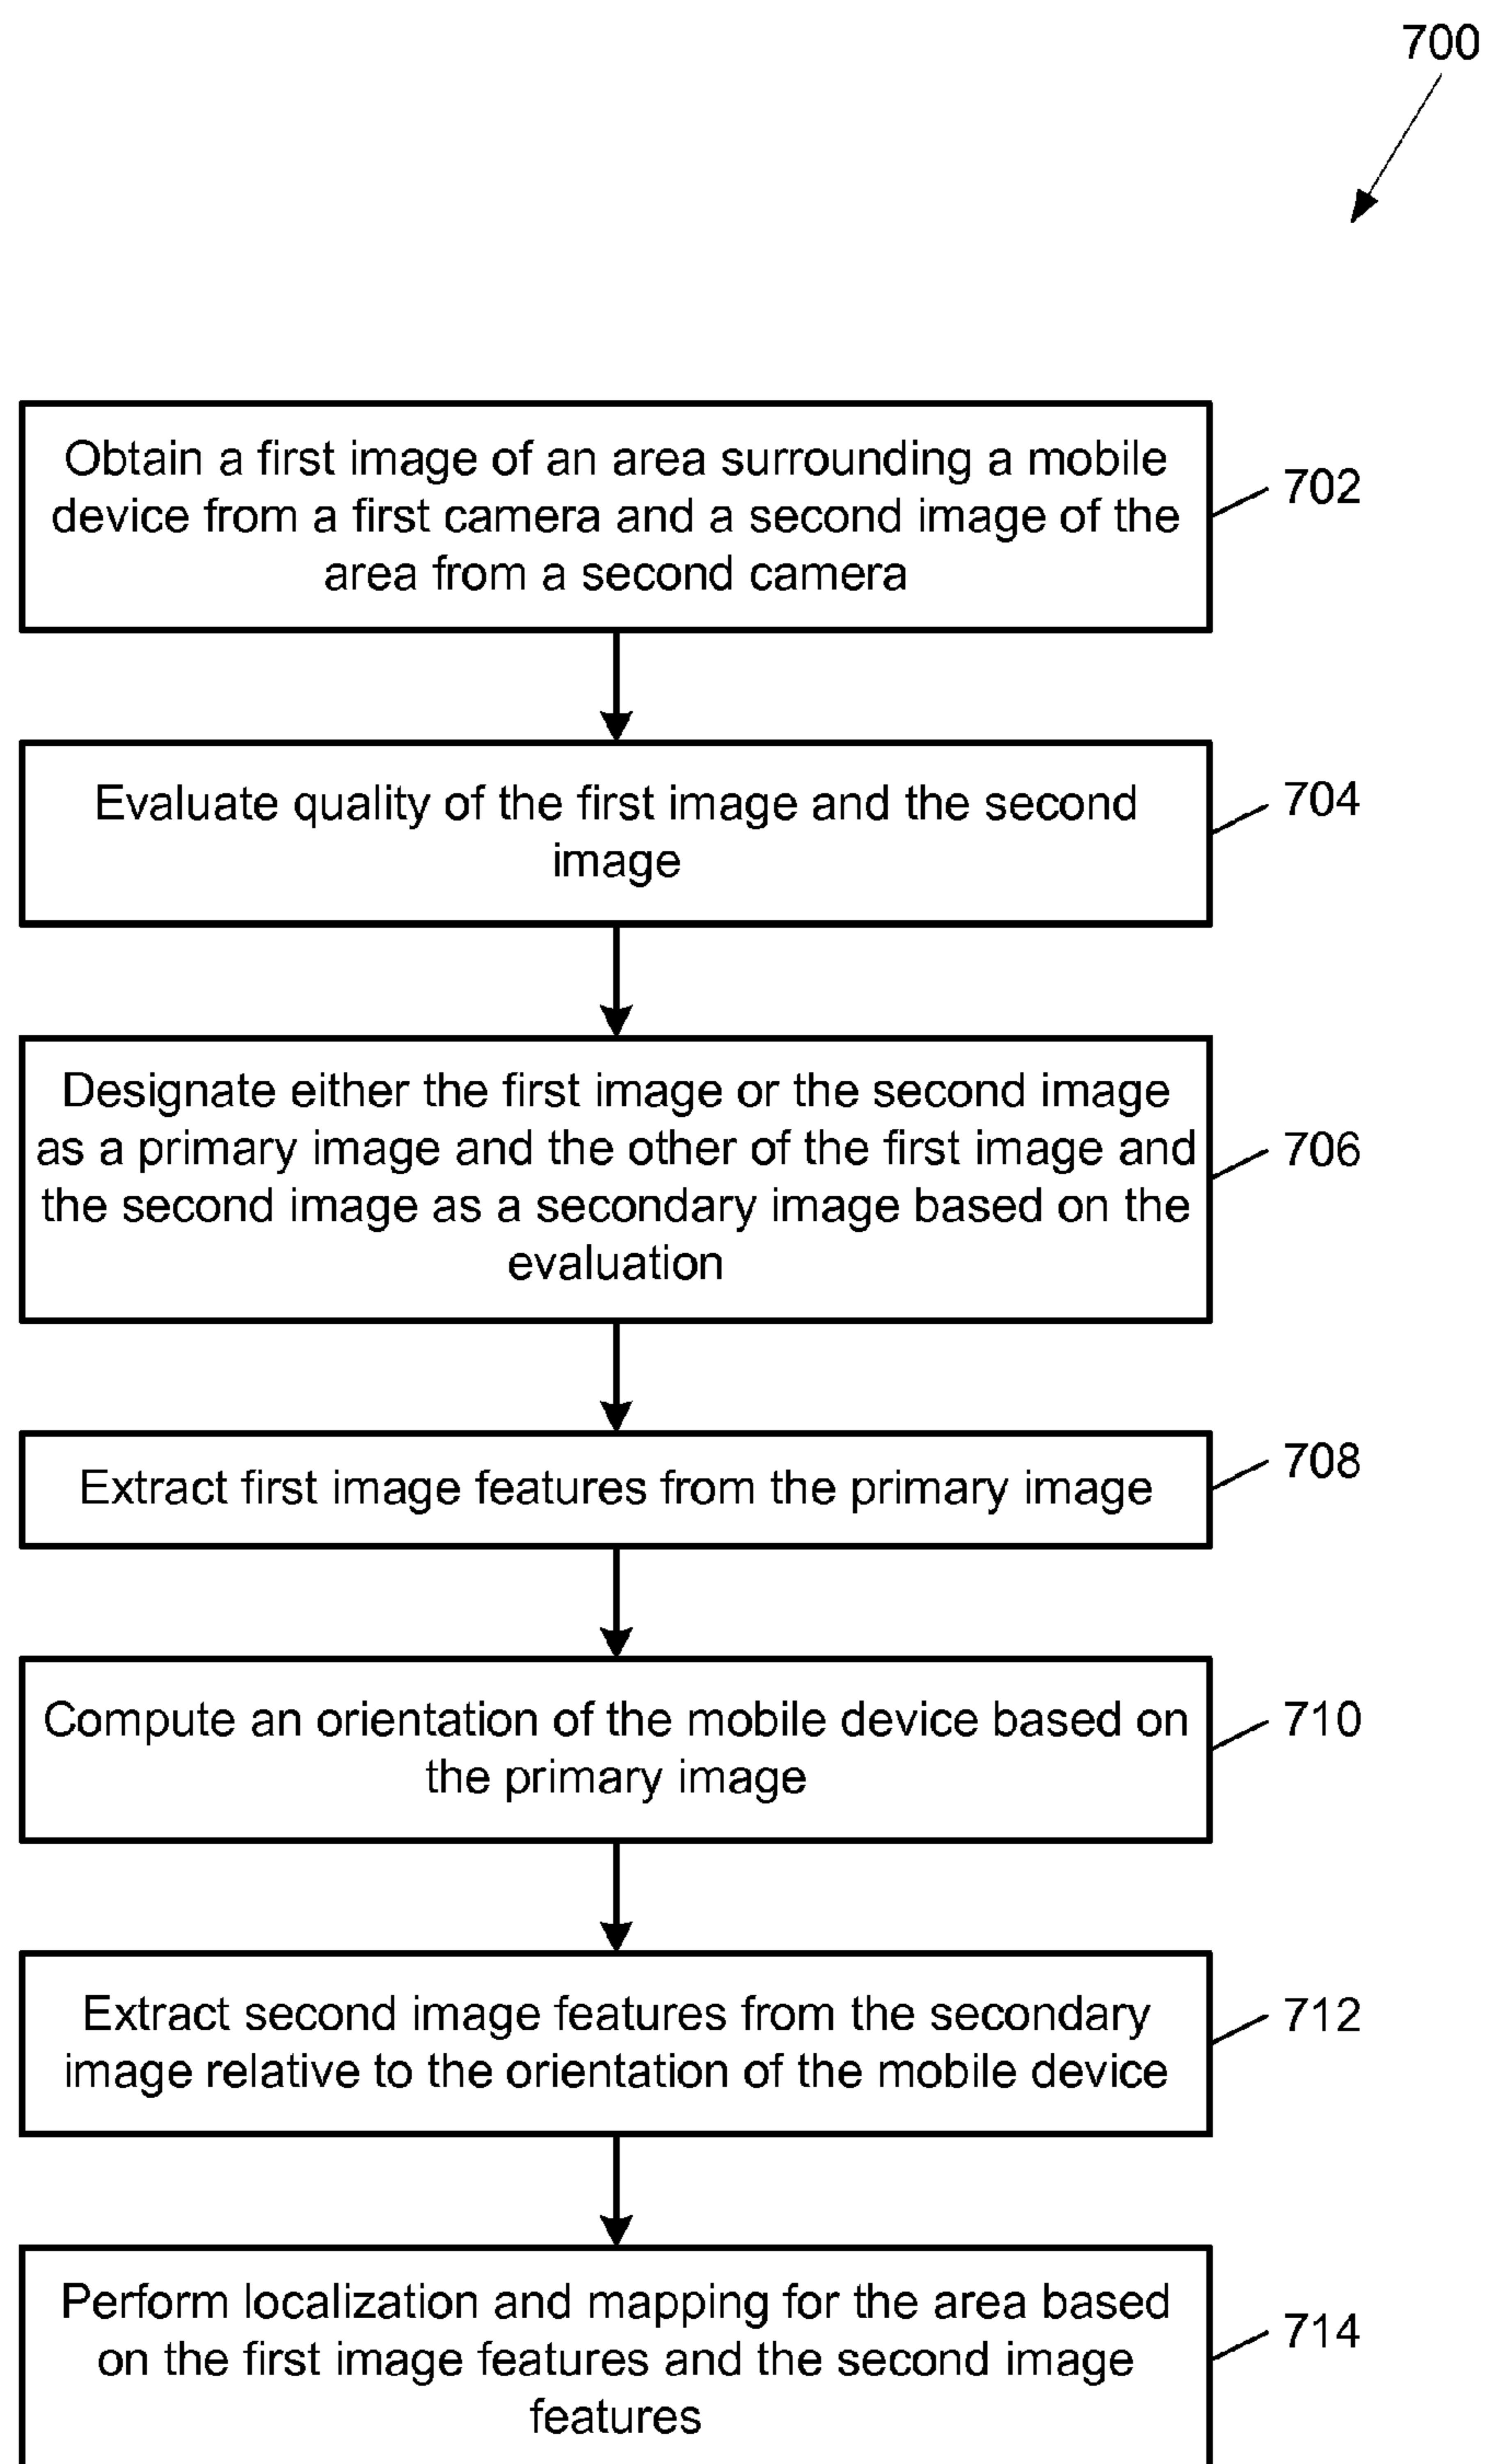 700
Obtain a first image of an area surrounding a mobile
device from a first camera and a second image of the
area from a second camera
702
Evaluate quality of the first image and the second
image
704
Designate either the first image or the second image
as a primary image and the other of the first image and
the second image as a secondary image based on the
evaluation
706
Extract first image features from the primary image
708
Compute an orientation of the mobile device based on
the primary image
710
Extract second image features from the secondary
image relative to the orientation of the mobile device
712
Perform localization and mapping for the area based
on the first image features and the second image
features
714